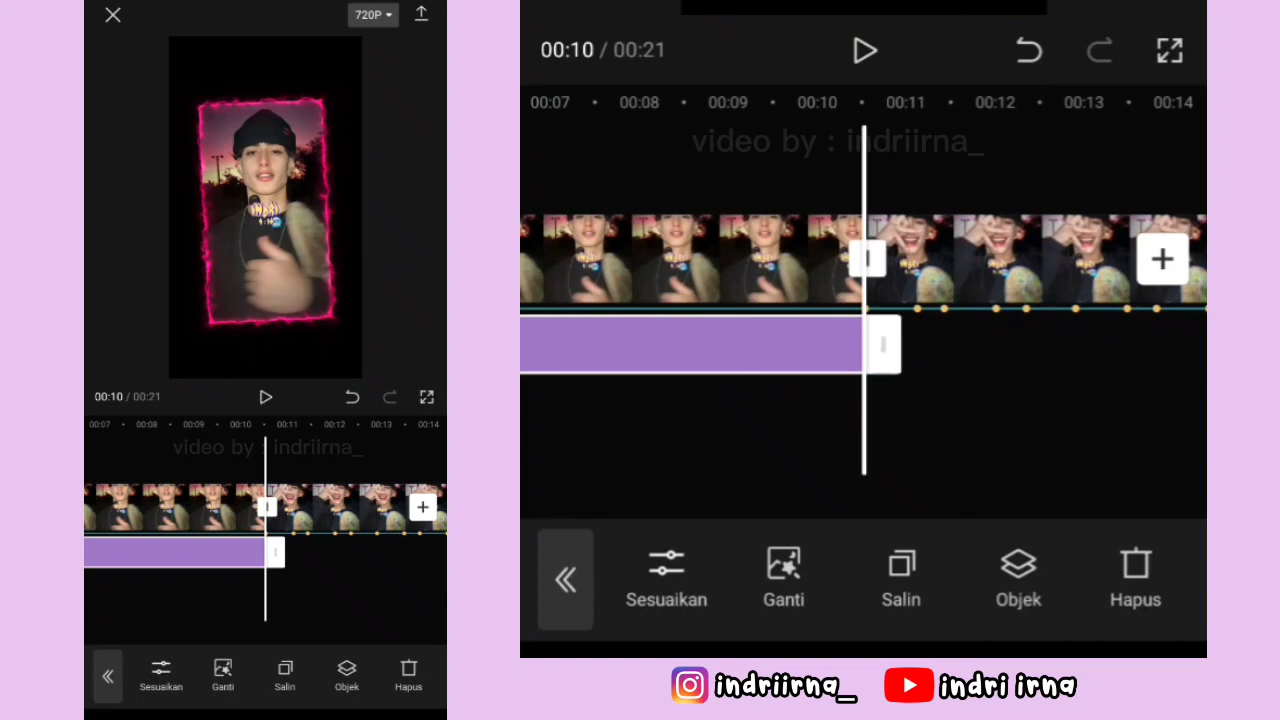 720P
00:10 / 00:21
00:07 00:08 00:09 00:10 00:11 00:12 00:13 00:14
video by : indriirna_
Sesuaikan Ganti Salin Objek Hapus
00:10 / 00:21
00:07 00:08 00:09 00:10 00:11 00:12 00:13 00:14
video by : indriirna_
Sesuaikan Ganti Salin Objek Hapus
indriirna_ indri irna